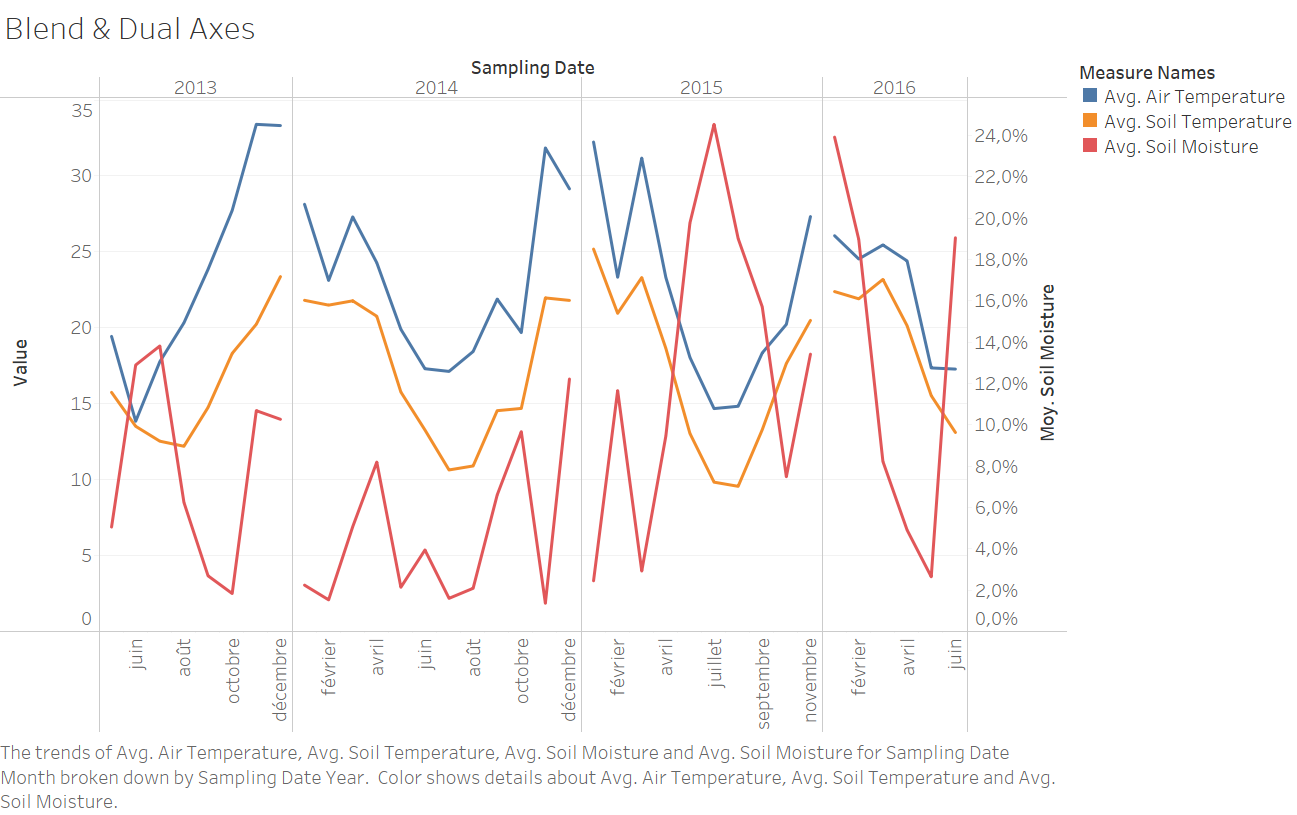 Blend & Dual Axes
Sampling Date
2013 2014 2015 2016
Measure Names
Avg. Air Temperature
Avg. Soil Temperature
Avg. Soil Moisture
Value
35
30
25
20
15
10
5
0
24,0%
22,0%
20,0%
18,0%
16,0%
14,0%
12,0%
10,0%
8,0%
6,0%
4,0%
2,0%
0,0%
Moy. Soil Moisture
juin
août
octobre
décembre
février
avril
juin
août
octobre
décembre
février
avril
juillet
septembre
novembre
février
avril
juin
The trends of Avg. Air Temperature, Avg. Soil Temperature, Avg. Soil Moisture and Avg. Soil Moisture for Sampling Date
Month broken down by Sampling Date Year. Color shows details about Avg. Air Temperature, Avg. Soil Temperature and Avg.
Soil Moisture.